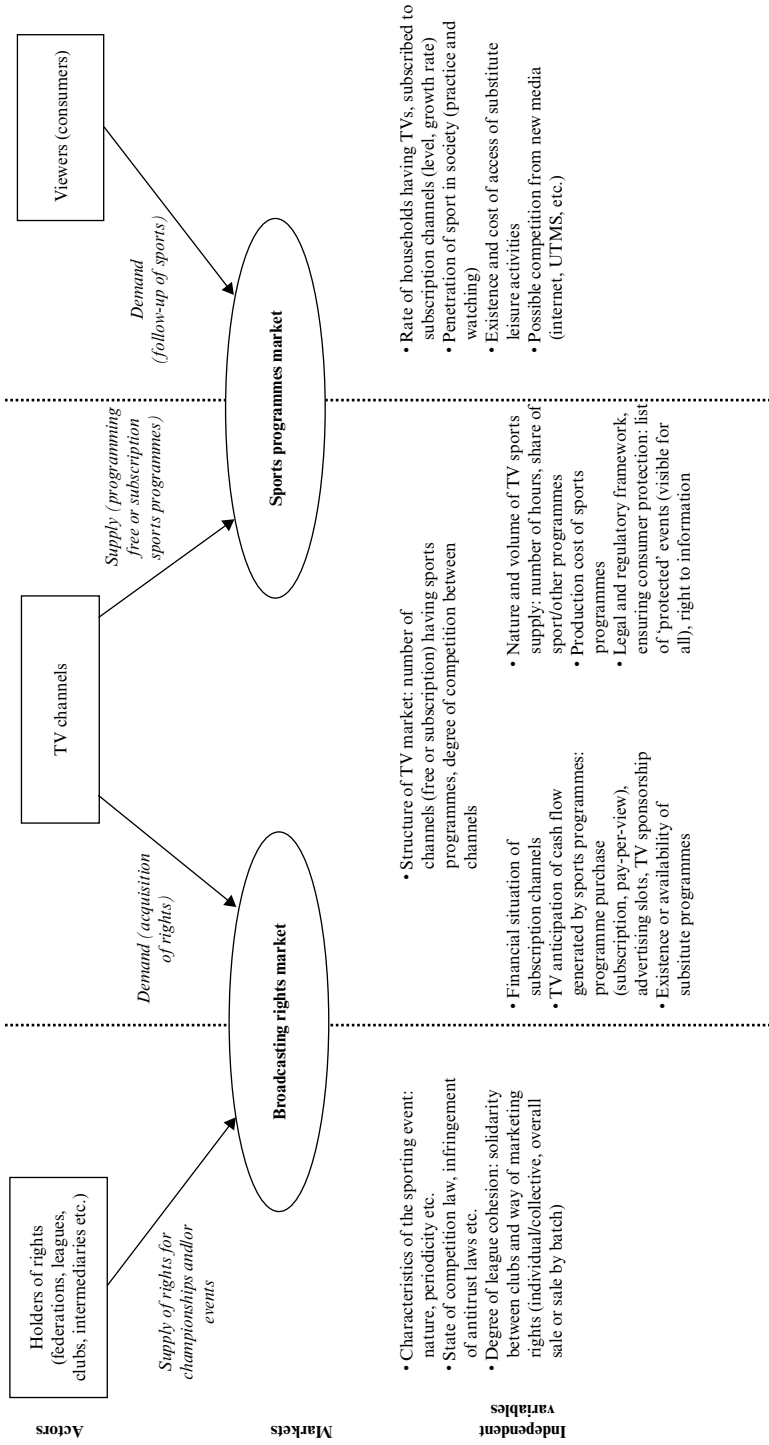 Actors
Holders of rights
(federations, leagues,
clubs, intermediaries etc.)
TV channels
Viewers (consumers)
Supply of rights for
championships and/or
events
Demand (acquisition
of rights)
Supply (programming
free or subscription
sports programmes)
Demand
(follow-up of sports)
Markets
Broadcasting rights market
Sports programmes market
Independent
variables
• Characteristics of the sporting event:
nature, periodicity etc.
• State of competition law, infringement
of antitrust laws etc.
• Degree of league cohesion: solidarity
between clubs and way of marketing
rights (individual/collective, overall
sale or sale by batch)
• Structure of TV market: number of
channels (free or subscription) having sports
programmes, degree of competition between
channels
• Financial situation of
subscription channels
• TV anticipation of cash flow
generated by sports programmes:
programme purchase
(subscription, pay-per-view),
advertising slots, TV sponsorship
• Existence or availability of
subsitute programmes
• Nature and volume of TV sports
supply: number of hours, share of
sport/other programmes
• Production cost of sports
programmes
• Legal and regulatory framework,
ensuring consumer protection: list
of ‘protected’ events (visible for
all), right to information
• Rate of households having TVs, subscribed to
subscription channels (level, growth rate)
• Penetration of sport in society (practice and
watching)
• Existence and cost of access of substitute
leisure activities
• Possible competition from new media
(internet, UTMS, etc.)